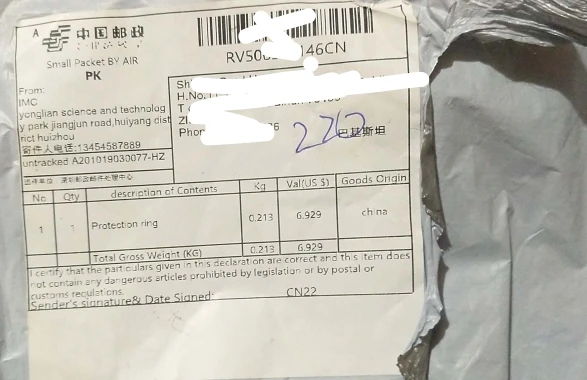 A 中国邮政
Small Packet BY AIR
PK
RV50 146CN
From:
IMC
yonglian science and technolog
y park jiangjun road,huiyang dist
rict huizhou
寄件人电话:13454587889
untracked A201019030077-HZ
H.No.
Phon 6
220 巴基斯坦
No Qty description of Contents Kg Val(US $) Goods Origin
1 1 Protection ring 0.213 6.929 china
Total Gross Weight (KG) 0.213 6.929
I certify that the particulars given in this declaration are correct and this item does
not contain any dangerous articles prohibited by legislation or by postal or
customs regulations.
Sender's signature& Date Signed: CN22